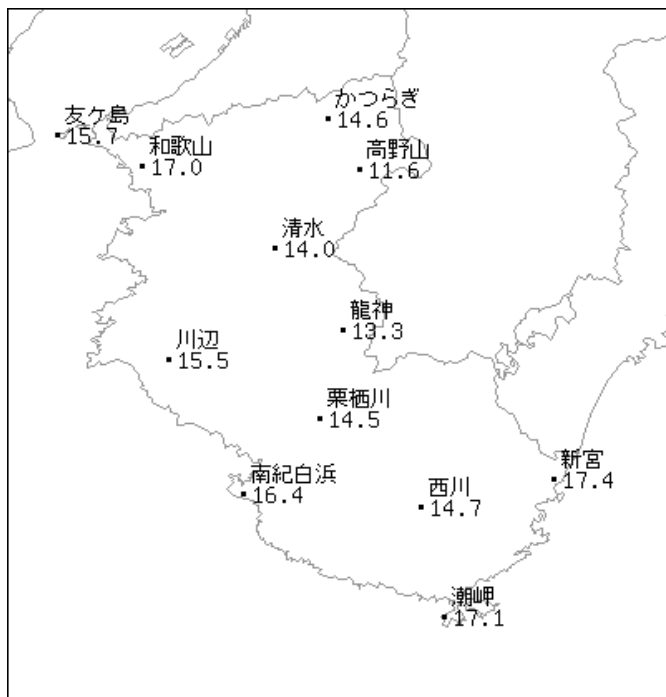 かつらぎ
14.6
友ケ島
15.7
和歌山
17.0
高野山
11.6
清水
14.0
龍神
13.3
川辺
15.5
栗栖川
14.5
新宮
17.4
南紀白浜
16.4
西川
14.7
潮岬
17.1